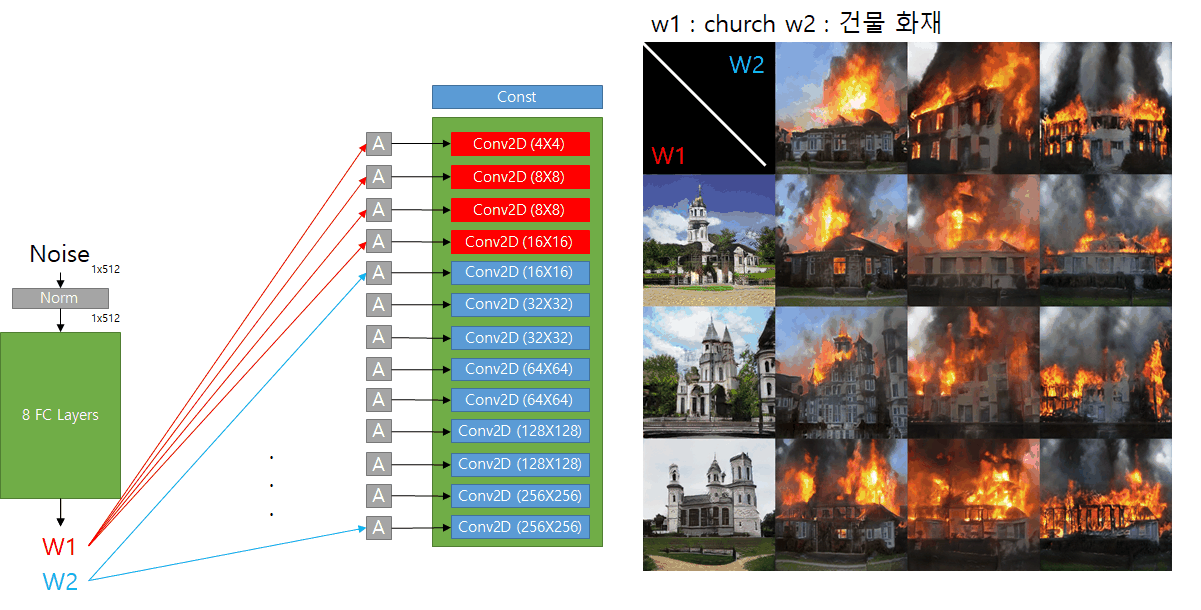 w1 : church w2 : 건물 화재
Const
A Conv2D (4X4)
A Conv2D (8X8)
A Conv2D (8X8)
A Conv2D (16X16)
A Conv2D (16X16)
A Conv2D (32X32)
A Conv2D (32X32)
A Conv2D (64X64)
A Conv2D (64X64)
A Conv2D (128X128)
A Conv2D (128X128)
A Conv2D (256X256)
A Conv2D (256X256)
Noise
1x512
Norm
1x512
8 FC Layers
W1
W2
W2
W1